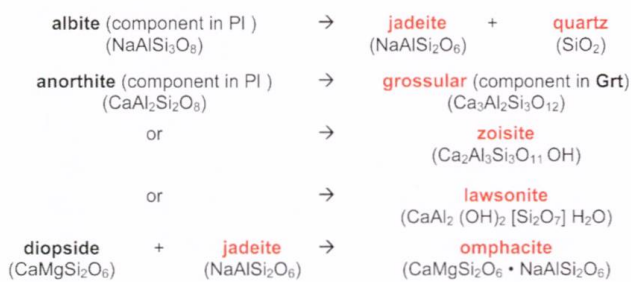 albite (component in Pl ) → jadeite + quartz
(NaAlSi₃O₈) (NaAlSi₂O₆) (SiO₂)
anorthite (component in Pl ) → grossular (component in Grt)
(CaAl₂Si₂O₈) (Ca₃Al₂Si₃O₁₂)
or → zoisite
(Ca₂Al₃Si₃O₁₁ OH)
or → lawsonite
(CaAl₂ (OH)₂ [Si₂O₇] H₂O)
diopside + jadeite → omphacite
(CaMgSi₂O₆) (NaAlSi₂O₆) (CaMgSi₂O₆ • NaAlSi₂O₆)